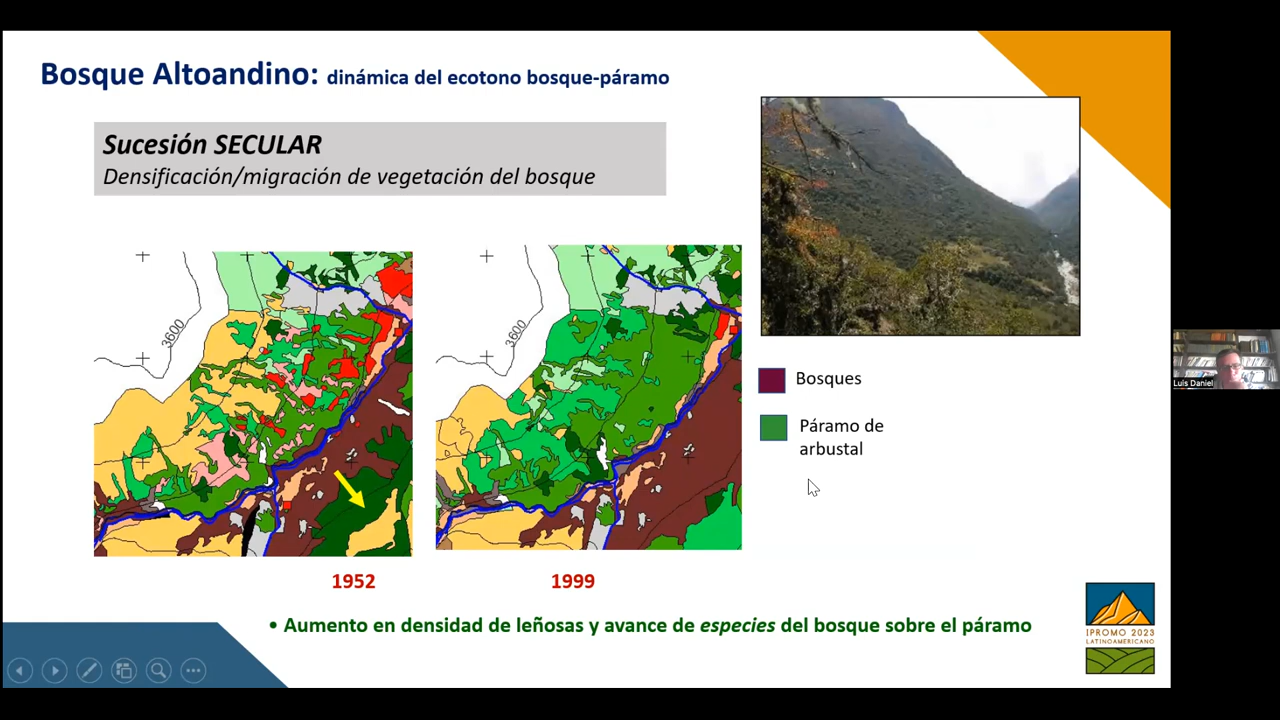 Bosque Altoandino: dinámica del ecotono bosque-páramo
Sucesión SECULAR
Densificación/migración de vegetación del bosque
3600
3600
Bosques
Páramo de
arbustal
Luis Daniel
1952
1999
• Aumento en densidad de leñosas y avance de especies del bosque sobre el páramo
IPROMO 2023
LATINOAMERICANO